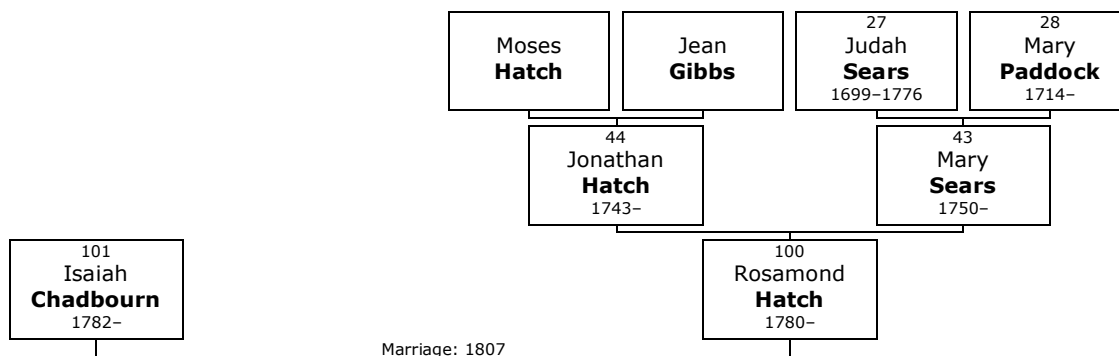 Moses
Hatch
Jean
Gibbs
27
Judah
Sears
1699–1776
28
Mary
Paddock
1714–
44
Jonathan
Hatch
1743–
43
Mary
Sears
1750–
101
Isaiah
Chadbourn
1782–
100
Rosamond
Hatch
1780–
Marriage: 1807